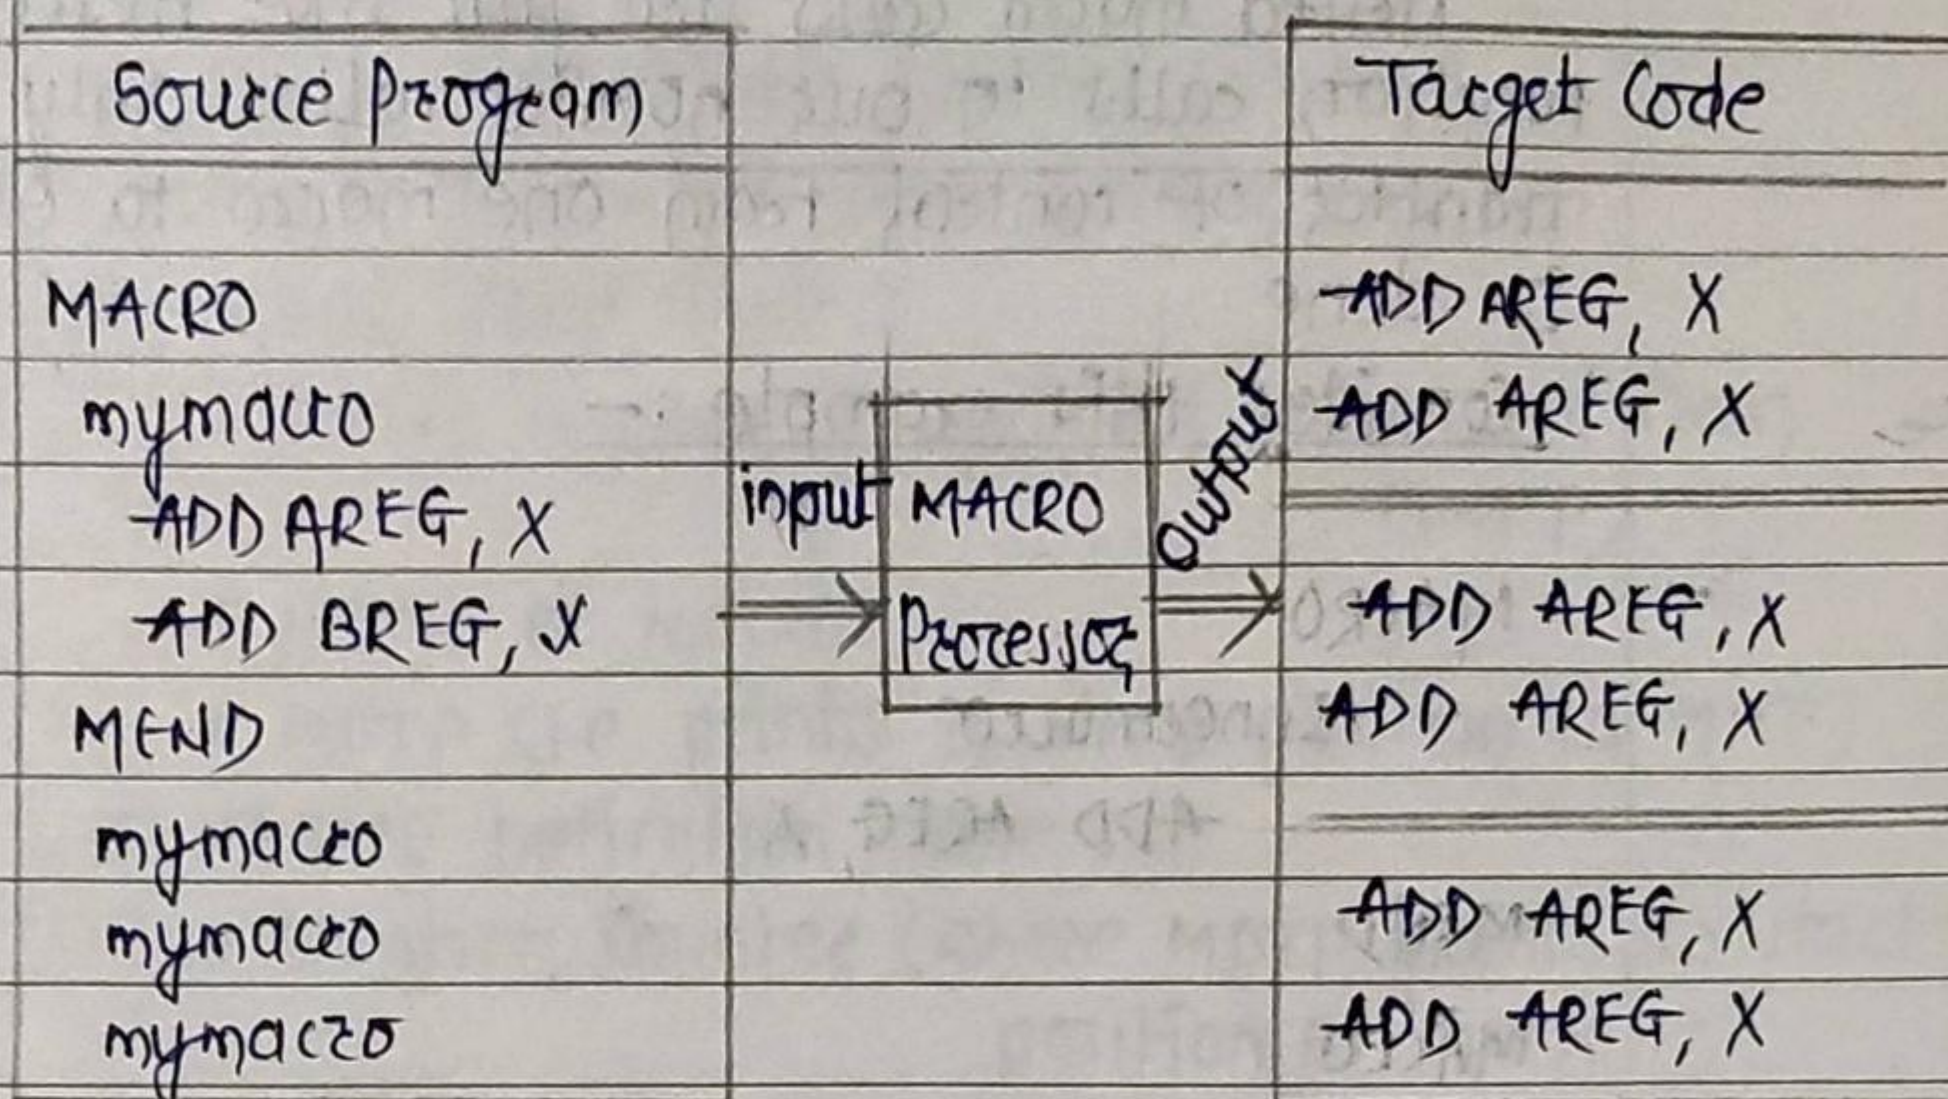 Source Program
MACRO
mymacro
ADD AREG, X
ADD BREG, X
MEND
mymacro
mymacro
mymacro
input
MACRO
Processor
Output
Target Code
ADD AREG, X
ADD AREG, X
ADD AREG, X
ADD AREG, X
ADD AREG, X
ADD AREG, X